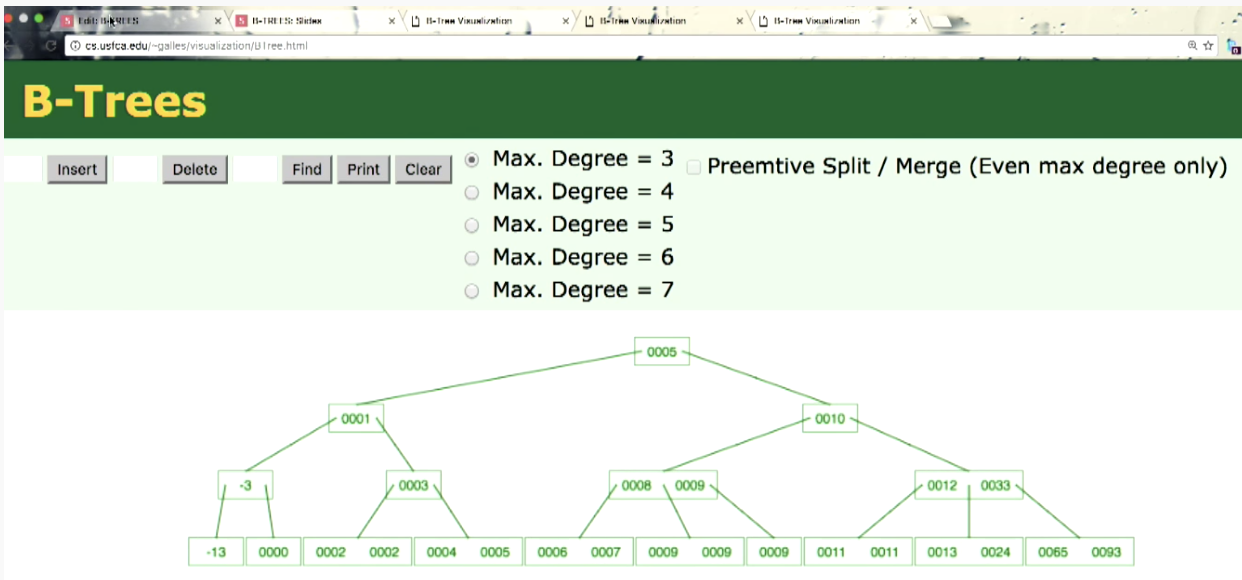 Edit: B-TREES
B-TREES: Slides
B-Tree Visualization
B-Tree Visualization
B-Tree Visualization
cs.usfca.edu/~galles/visualization/BTree.html
B-Trees
Insert Delete Find Print Clear
Max. Degree = 3
Preemtive Split / Merge (Even max degree only)
Max. Degree = 4
Max. Degree = 5
Max. Degree = 6
Max. Degree = 7
0005
0001 0010
-3 0003 0008 0009 0012 0033
-13 0000 0002 0002 0004 0005 0006 0007 0009 0009 0009 0011 0011 0013 0024 0065 0093